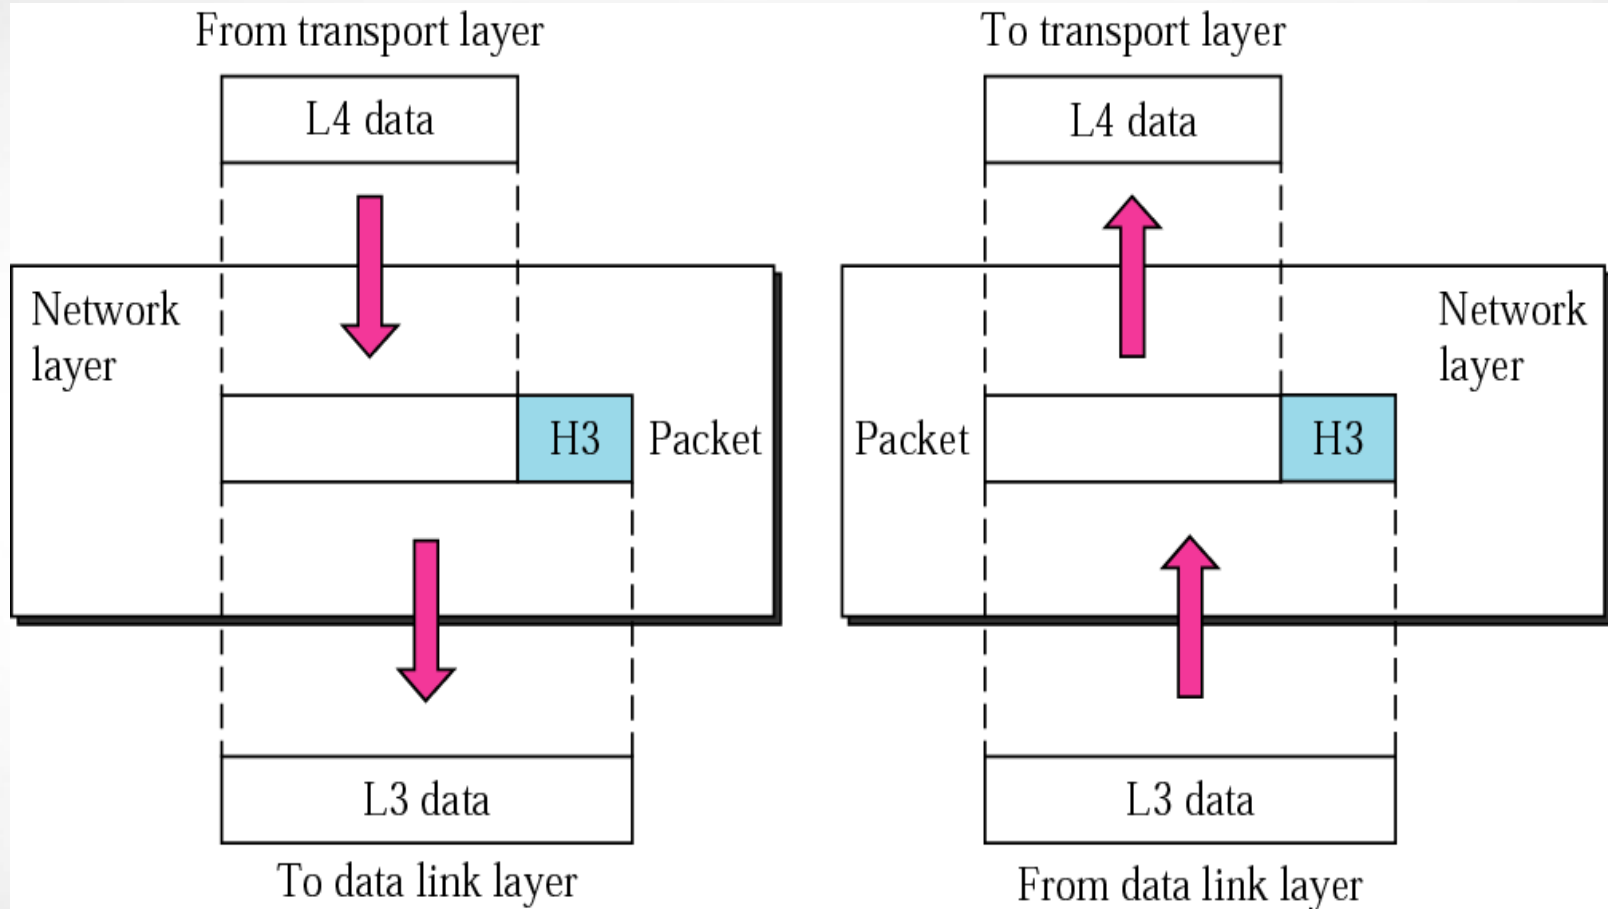 From transport layer
L4 data
Network
layer
H3
Packet
L3 data
To data link layer
To transport layer
L4 data
Network
layer
Packet
H3
L3 data
From data link layer